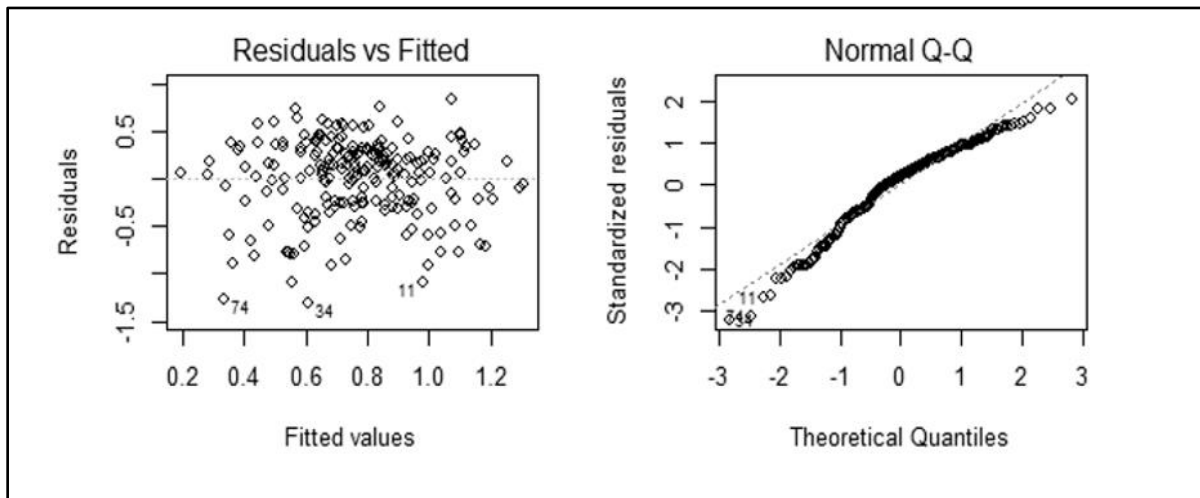 Residuals vs Fitted
Residuals
0.5
-0.5
-1.5
74
34
11
0.2 0.4 0.6 0.8 1.0 1.2
Fitted values
Normal Q-Q
Standardized residuals
2
1
0
-1
-2
-3
11
34
-3 -2 -1 0 1 2 3
Theoretical Quantiles